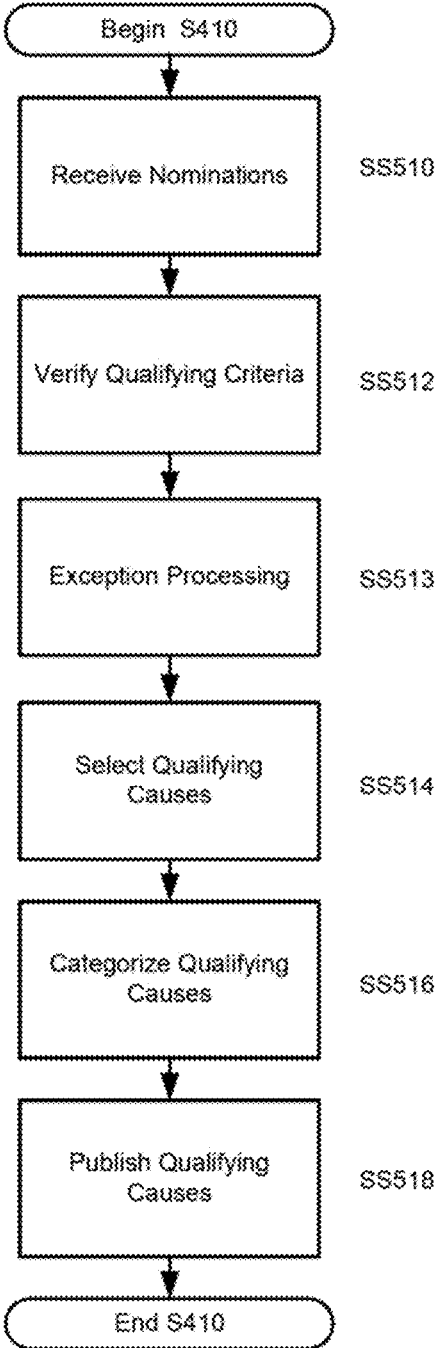 Begin S410
Receive Nominations
SS510
Verify Qualifying Criteria
SS512
Exception Processing
SS513
Select Qualifying
Causes
SS514
Categorize Qualifying
Causes
SS516
Publish Qualifying
Causes
SS518
End S410